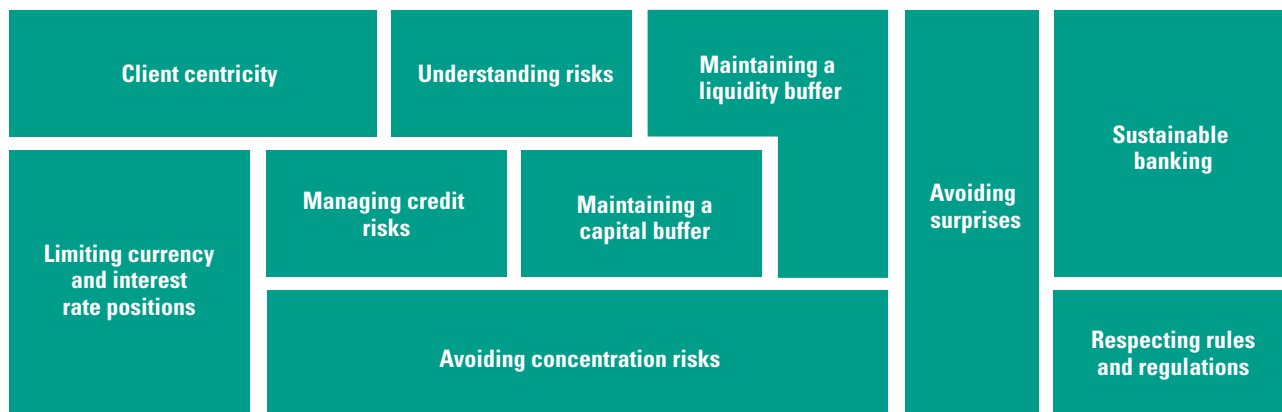 Client centricity
Understanding risks
Maintaining a
liquidity buffer
Avoiding
surprises
Sustainable
banking
Limiting currency
and interest
rate positions
Managing credit
risks
Maintaining a
capital buffer
Avoiding concentration risks
Respecting rules
and regulations